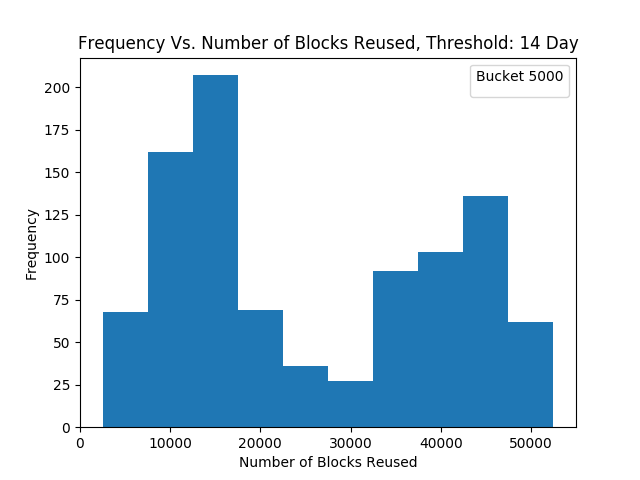 Frequency Vs. Number of Blocks Reused, Threshold: 14 Day
Bucket 5000
200
175
150
125
100
75
50
25
0
Frequency
0 10000 20000 30000 40000 50000
Number of Blocks Reused